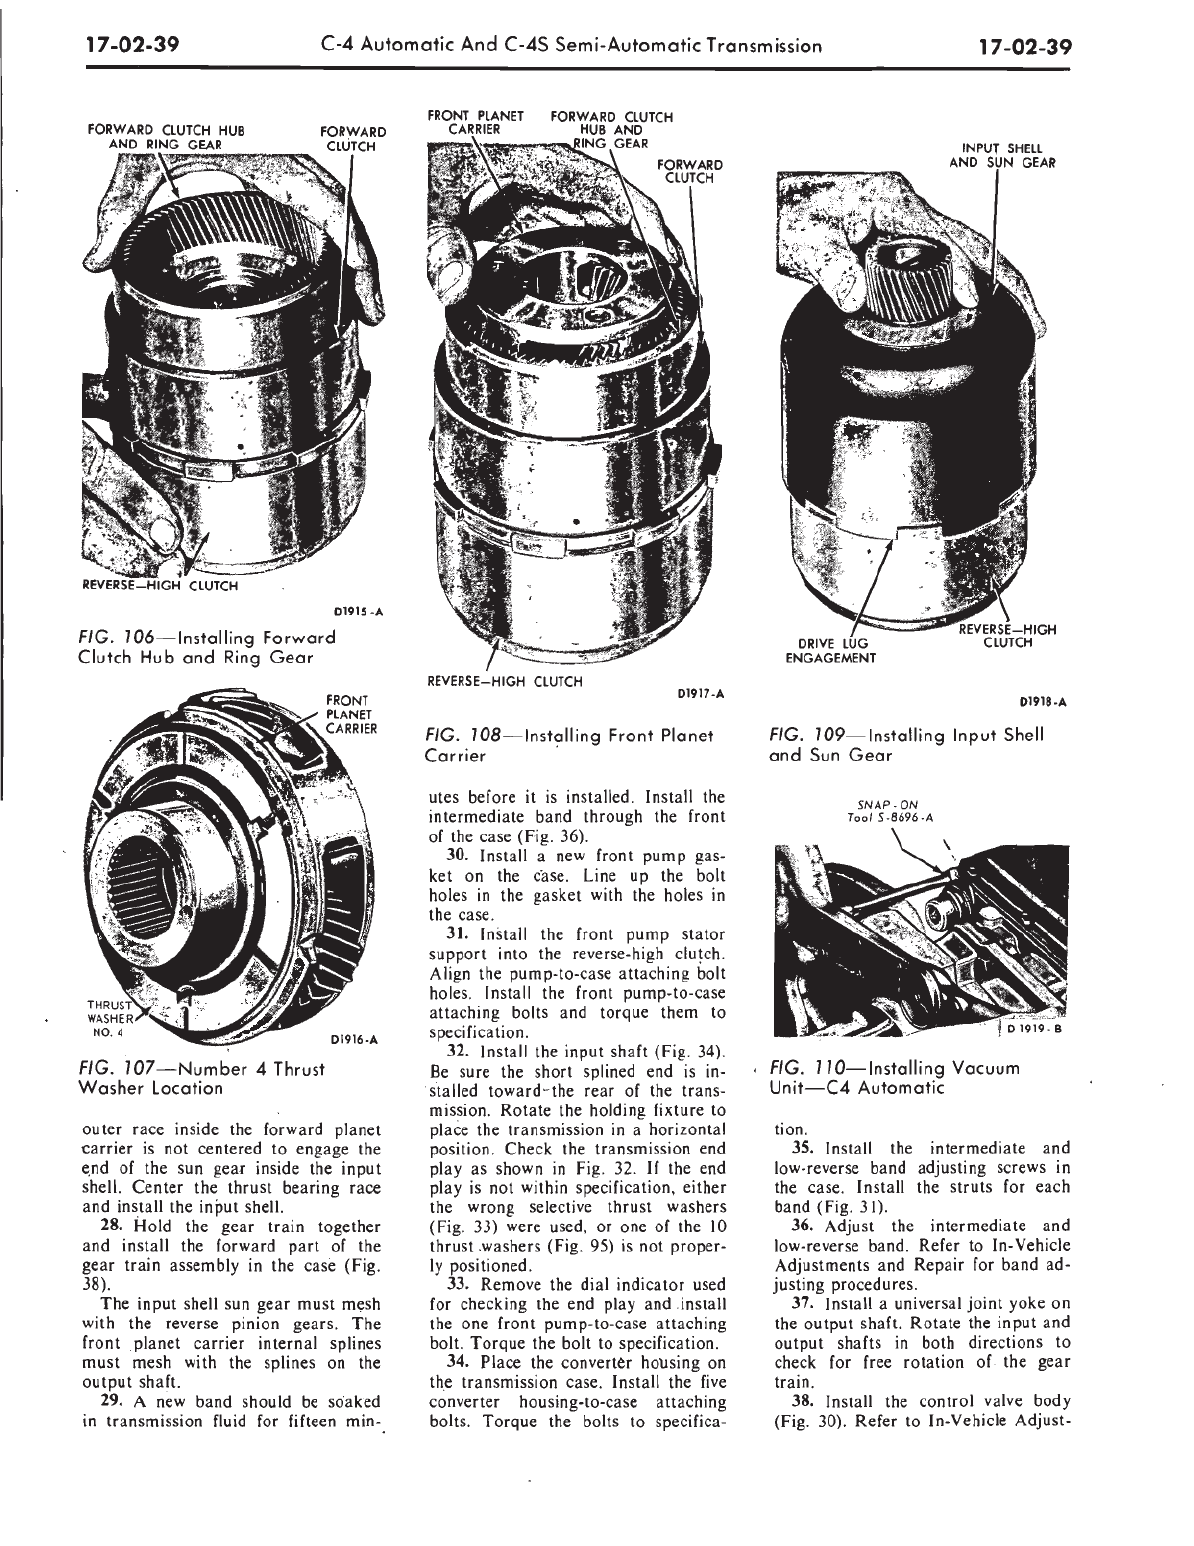 17-02-39
C-4 Automatic And C-4S Semi-Automatic Transmission
17-02-39
FORWARD CLUTCH HUB
AND RING GEAR
FORWARD
CLUTCH
REVERSE—HIGH CLUTCH
D1915-A
FIG. 106—Installing Forward
Clutch Hub and Ring Gear
FRONT
PLANET
CARRIER
THRUST
WASHER
NO. 4
D1916-A
FIG. 107—Number 4 Thrust
Washer Location
outer race inside the forward planet
carrier is not centered to engage the
end of the sun gear inside the input
shell. Center the thrust bearing race
and install the input shell.
28. Hold the gear train together
and install the forward part of the
gear train assembly in the case (Fig.
38).
The input shell sun gear must mesh
with the reverse pinion gears. The
front planet carrier internal splines
must mesh with the splines on the
output shaft.
29. A new band should be soaked
in transmission fluid for fifteen min-
FRONT PLANET
CARRIER
FORWARD CLUTCH
HUB AND
RING GEAR
FORWARD
CLUTCH
REVERSE—HIGH CLUTCH
D1917-A
FIG. 108—Installing Front Planet
Carrier
utes before it is installed. Install the
intermediate band through the front
of the case (Fig. 36).
30. Install a new front pump gas-
ket on the case. Line up the bolt
holes in the gasket with the holes in
the case.
31. Install the front pump stator
support into the reverse-high clutch.
Align the pump-to-case attaching bolt
holes. Install the front pump-to-case
attaching bolts and torque them to
specification.
32. Install the input shaft (Fig. 34).
Be sure the short splined end is in-
stalled toward the rear of the trans-
mission. Rotate the holding fixture to
place the transmission in a horizontal
position. Check the transmission end
play as shown in Fig. 32. If the end
play is not within specification, either
the wrong selective thrust washers
(Fig. 33) were used, or one of the 10
thrust washers (Fig. 95) is not proper-
ly positioned.
33. Remove the dial indicator used
for checking the end play and install
the one front pump-to-case attaching
bolt. Torque the bolt to specification.
34. Place the converter housing on
the transmission case. Install the five
converter housing-to-case attaching
bolts. Torque the bolts to specifica-
INPUT SHELL
AND SUN GEAR
DRIVE LUG
ENGAGEMENT
REVERSE—HIGH
CLUTCH
D1918-A
FIG. 109—Installing Input Shell
and Sun Gear
SNAP-ON
Tool S-8696-A
D 1919-B
FIG. 110—Installing Vacuum
Unit—C4 Automatic
tion.
35. Install the intermediate and
low-reverse band adjusting screws in
the case. Install the struts for each
band (Fig. 31).
36. Adjust the intermediate and
low-reverse band. Refer to In-Vehicle
Adjustments and Repair for band ad-
justing procedures.
37. Install a universal joint yoke on
the output shaft. Rotate the input and
output shafts in both directions to
check for free rotation of the gear
train.
38. Install the control valve body
(Fig. 30). Refer to In-Vehicle Adjust-